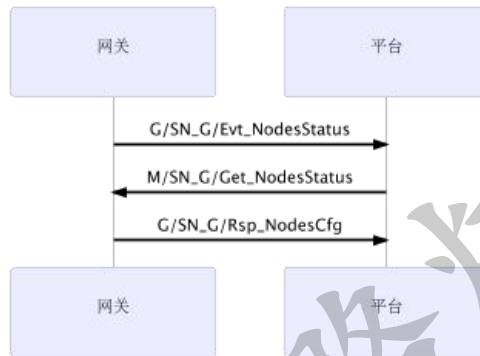 网关 平台
G/SN_G/Evt_NodesStatus
M/SN_G/Get_NodesStatus
G/SN_G/Rsp_NodesCfg
网关 平台